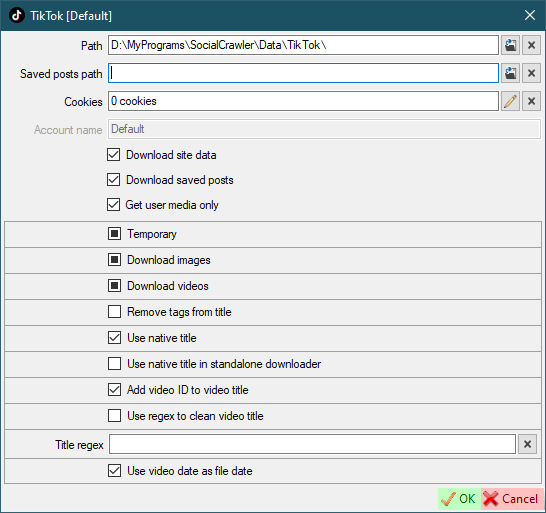 TikTok [Default]
Path D:\MyPrograms\SocialCrawler\Data\TikTok\
Saved posts path
Cookies 0 cookies
Account name Default
Download site data
Download saved posts
Get user media only
Temporary
Download images
Download videos
Remove tags from title
Use native title
Use native title in standalone downloader
Add video ID to video title
Use regex to clean video title
Title regex
Use video date as file date
OK Cancel